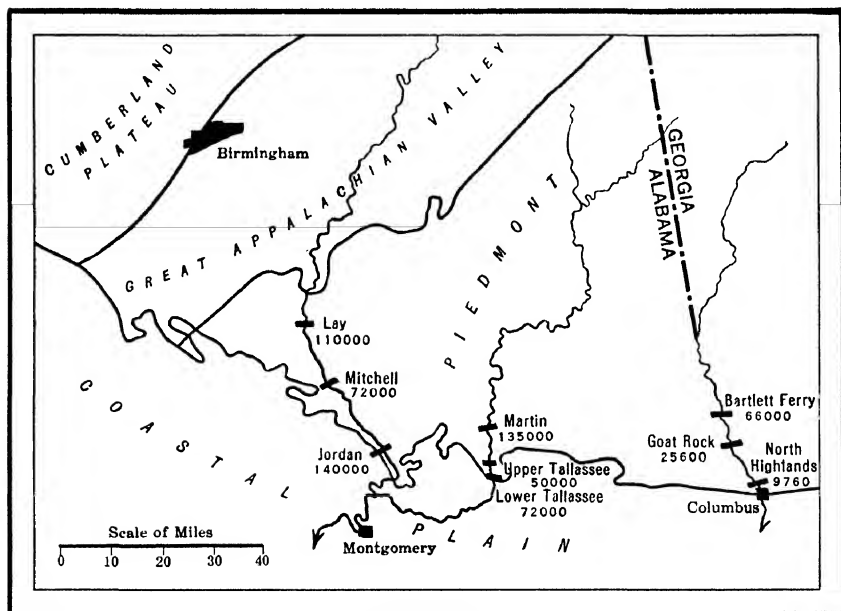 CUMBERLAND
PLATEAU
Birmingham
GREAT APPALACHIAN VALLEY
PIEDMONT
GEORGIA
ALABAMA
COASTAL
PLAIN
Lay
110000
Mitchell
72000
Jordan
140000
Martin
135000
Upper Tallassee
50000
Lower Tallassee
72000
Bartlett Ferry
66000
Goat Rock
25600
North
Highlands
9760
Columbus
Montgomery
Scale of Miles
0 10 20 30 40